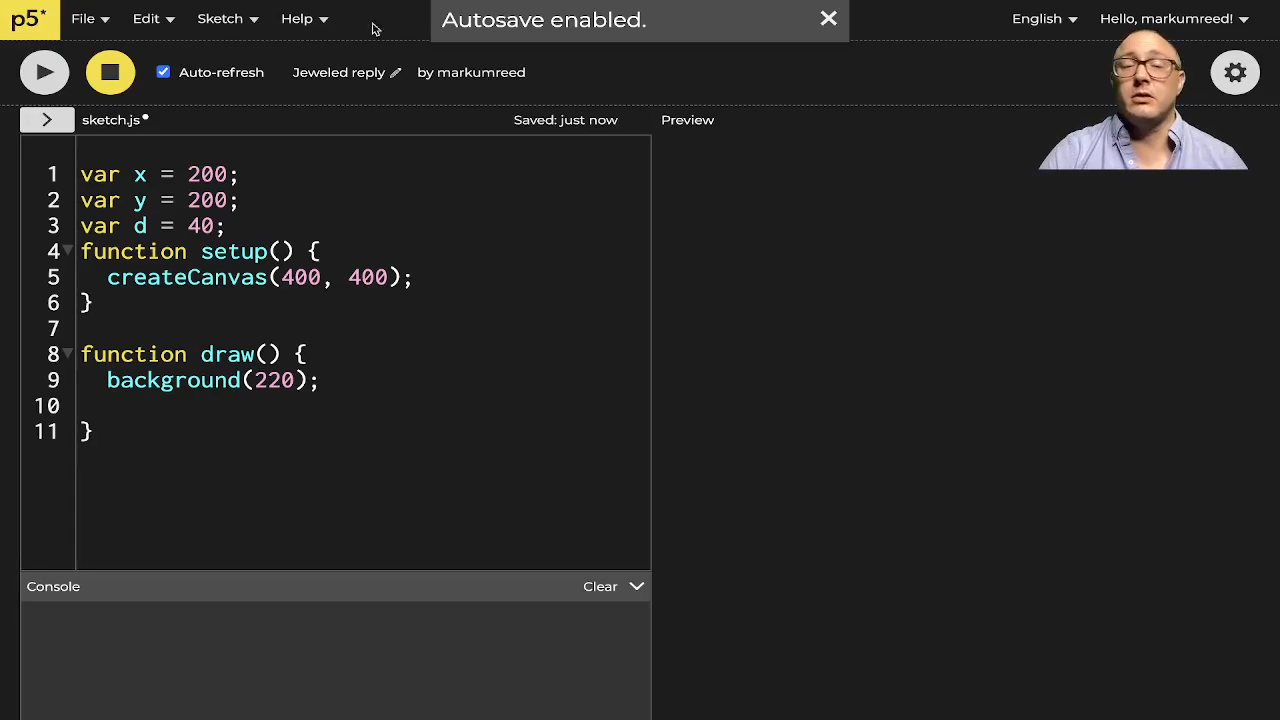 p5* File Edit Sketch Help Autosave enabled. ✕ English Hello, markumreed!
Auto-refresh Jeweled reply by markumreed
sketch.js Saved: just now Preview
1 var x = 200;
2 var y = 200;
3 var d = 40;
4 function setup() {
5 createCanvas(400, 400);
6 }
7
8 function draw() {
9 background(220);
10
11 }
Console Clear